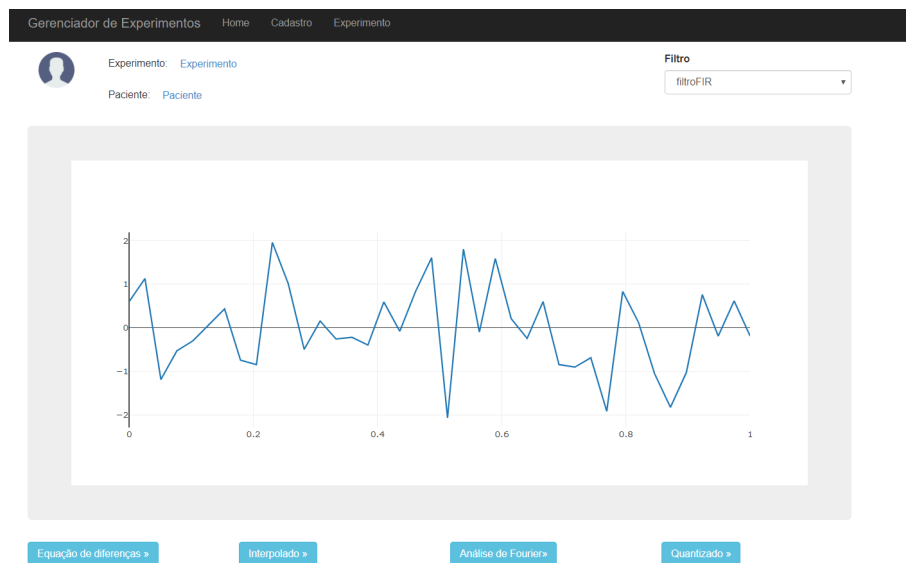 Gerenciador de Experimentos Home Cadastro Experimento
Experimento: Experimento
Filtro
filtroFIR
Paciente: Paciente
2
1
0
−1
−2
0 0.2 0.4 0.6 0.8 1
Equação de diferenças » Interpolado » Análise de Fourier» Quantizado »